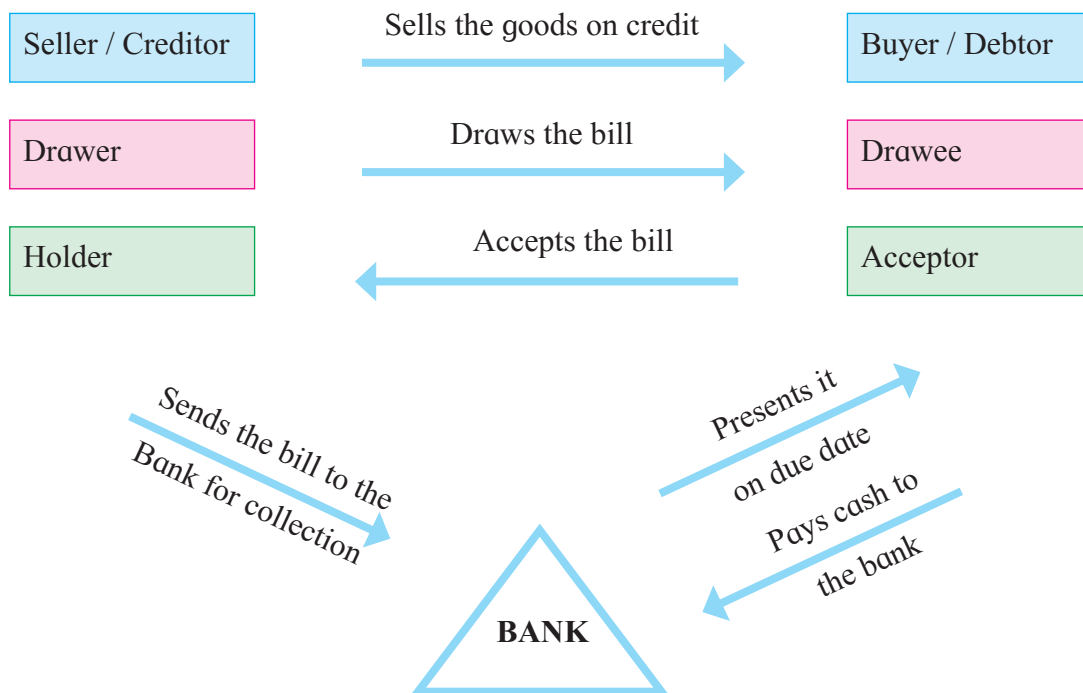 Seller / Creditor
Sells the goods on credit
Buyer / Debtor
Drawer
Draws the bill
Drawee
Holder
Accepts the bill
Acceptor
Sends the bill to the
Bank for collection
Presents it
on due date
Pays cash to
the bank
BANK